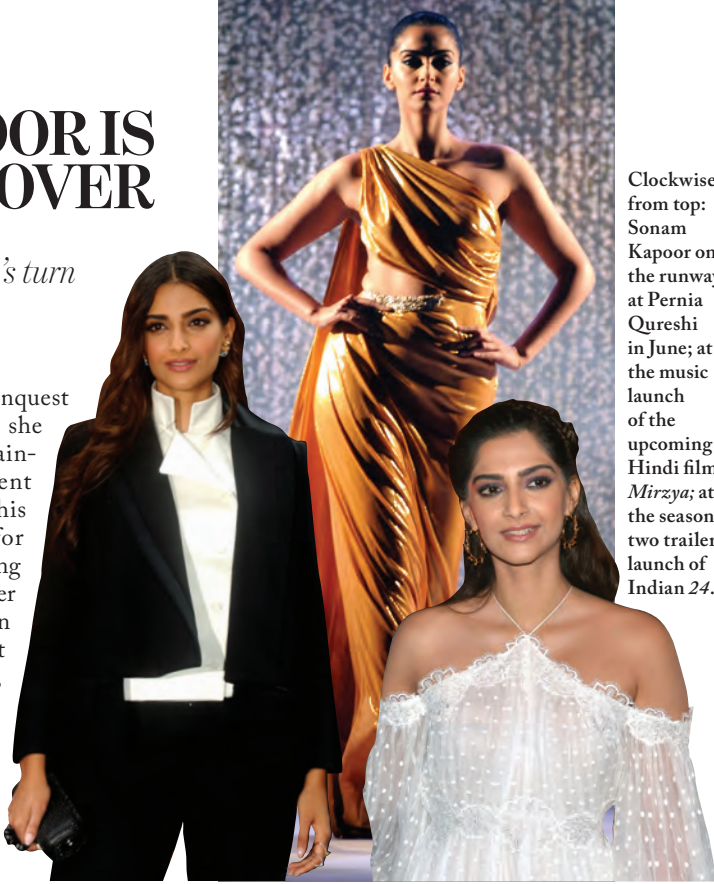 OOR IS
OVER
’s turn
nquest
she
ain-
ent
his
for
ng
er
n
t
Clockwise
from top:
Sonam
Kapoor on
the runway
at Pernia
Qureshi
in June; at
the music
launch
of the
upcoming
Hindi film
Mirzya; at
the season
two trailer
launch of
Indian 24.